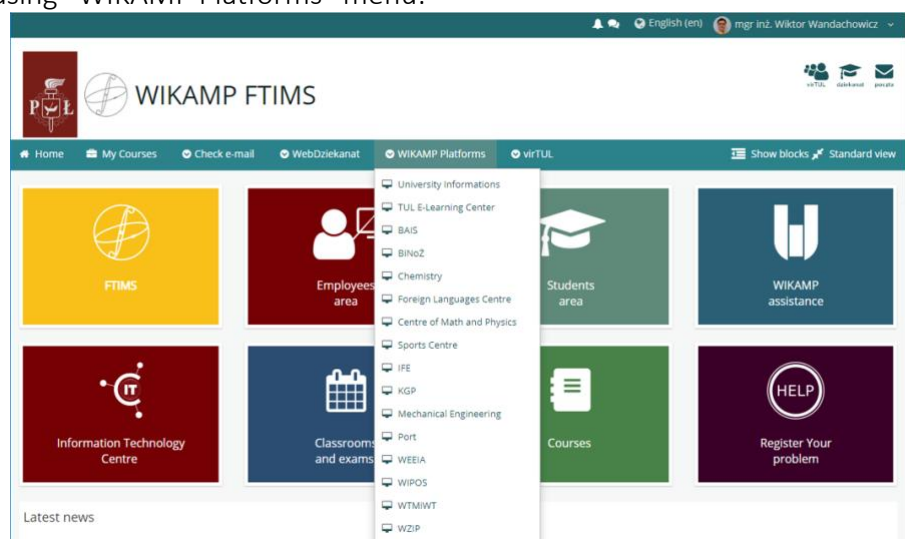 using "WIKAMP Platforms" menu.
English (en) mgr inż. Wiktor Wandachowicz
P Ł WIKAMP FTIMS
virTUL dziekanat poczta
Home My Courses Check e-mail WebDziekanat WIKAMP Platforms virTUL Show blocks Standard view
University Informations
TUL E-Learning Center
BAIS
BINoŻ
Chemistry
Foreign Languages Centre
Centre of Math and Physics
Sports Centre
IFE
KGP
Mechanical Engineering
Port
WEEIA
WIPOS
WTMiWT
WZIP
FTIMS
Employees
area
Students
area
WIKAMP
assistance
IT
Information Technology
Centre
Classrooms
and exams
Courses
HELP
Register Your
problem
Latest news